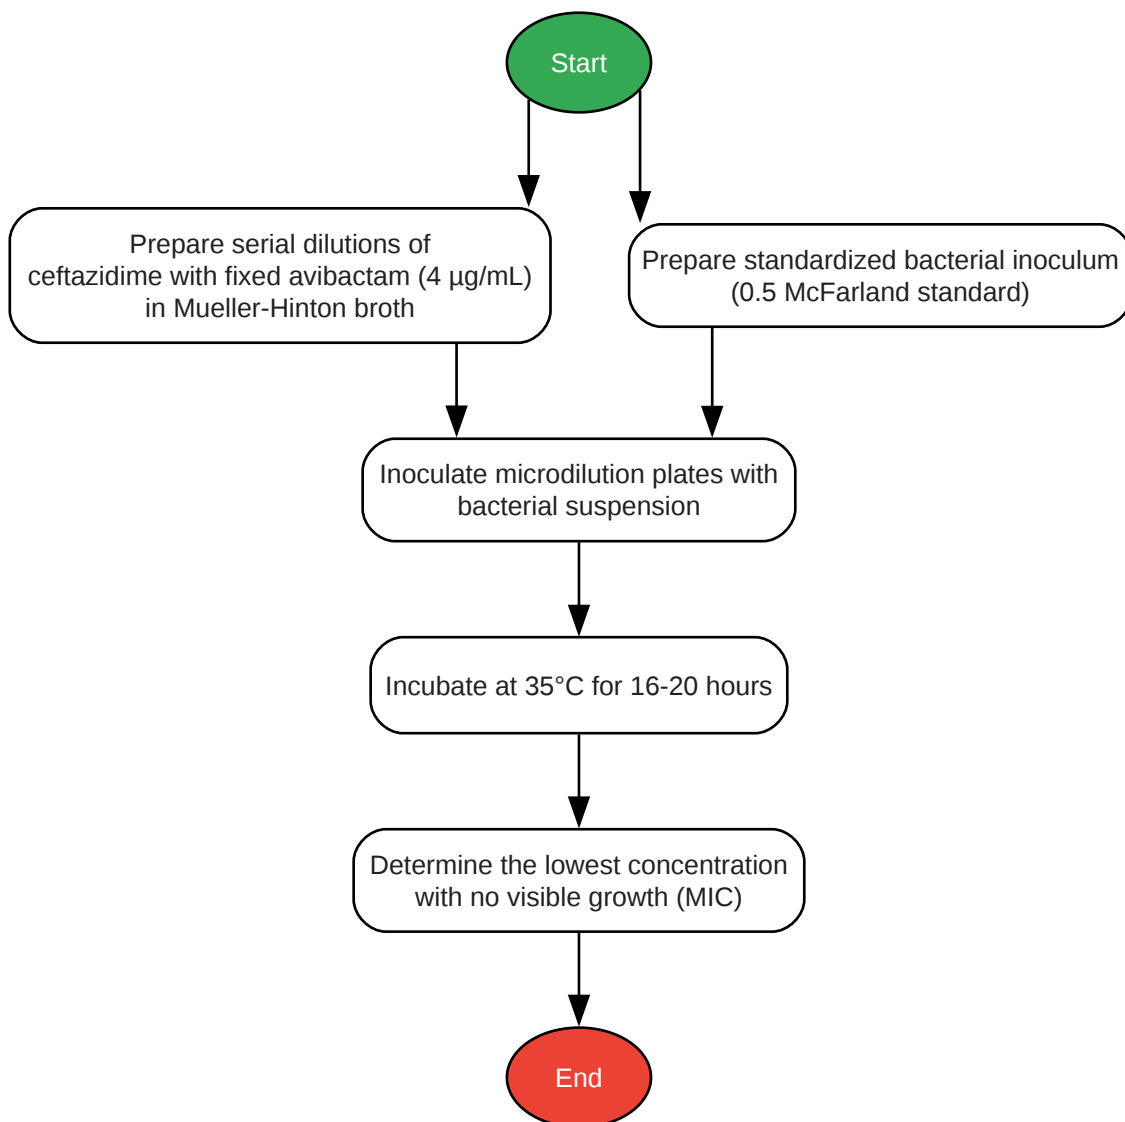 Start
Prepare serial dilutions of
ceftazidime with fixed avibactam (4 µg/mL)
in Mueller-Hinton broth
Prepare standardized bacterial inoculum
(0.5 McFarland standard)
Inoculate microdilution plates with
bacterial suspension
Incubate at 35°C for 16-20 hours
Determine the lowest concentration
with no visible growth (MIC)
End